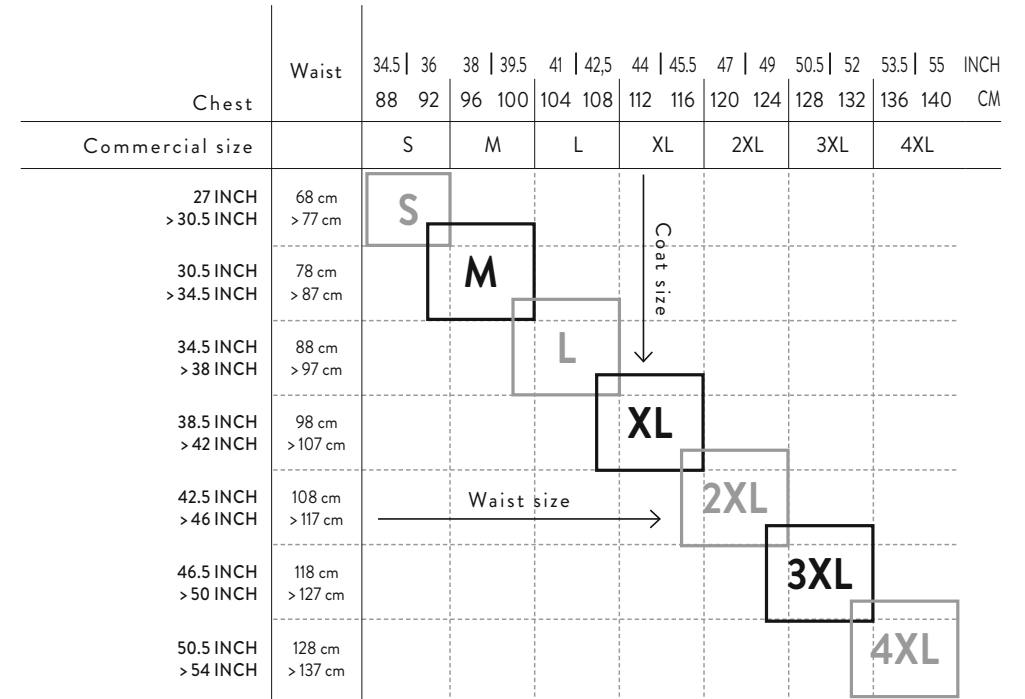 34.5 | 36 38 | 39.5 41 | 42,5 44 | 45.5 47 | 49 50.5 | 52 53.5 | 55 INCH
Waist
Chest 88 92 96 100 104 108 112 116 120 124 128 132 136 140 CM
Commercial size S M L XL 2XL 3XL 4XL
27 INCH 68 cm
> 30.5 INCH > 77 cm
S
Coat size
30.5 INCH 78 cm
> 34.5 INCH > 87 cm
M
34.5 INCH 88 cm
> 38 INCH > 97 cm
L
38.5 INCH 98 cm
> 42 INCH > 107 cm
XL
42.5 INCH 108 cm
> 46 INCH > 117 cm
Waist size
2XL
46.5 INCH 118 cm
> 50 INCH > 127 cm
3XL
50.5 INCH 128 cm
> 54 INCH > 137 cm
4XL